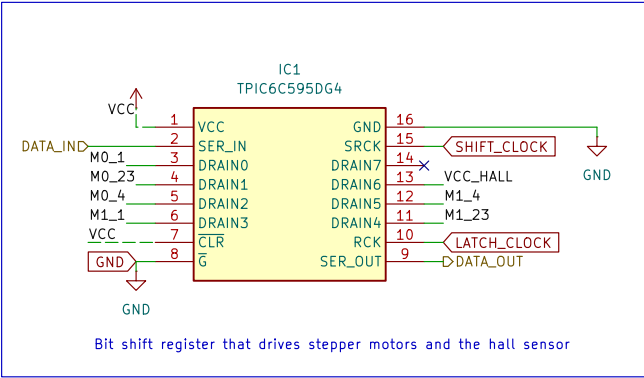 IC1
TPIC6C595DG4
VCC
1 VCC GND 16
DATA_IN 2 SER_IN SRCK 15 SHIFT_CLOCK
M0_1 3 DRAIN0 DRAIN7 14
M0_23 4 DRAIN1 DRAIN6 13 VCC_HALL
M0_4 5 DRAIN2 DRAIN5 12 M1_4
M1_1 6 DRAIN3 DRAIN4 11 M1_23
VCC 7 CLR RCK 10 LATCH_CLOCK
GND 8 G SER_OUT 9 DATA_OUT
GND
GND
Bit shift register that drives stepper motors and the hall sensor